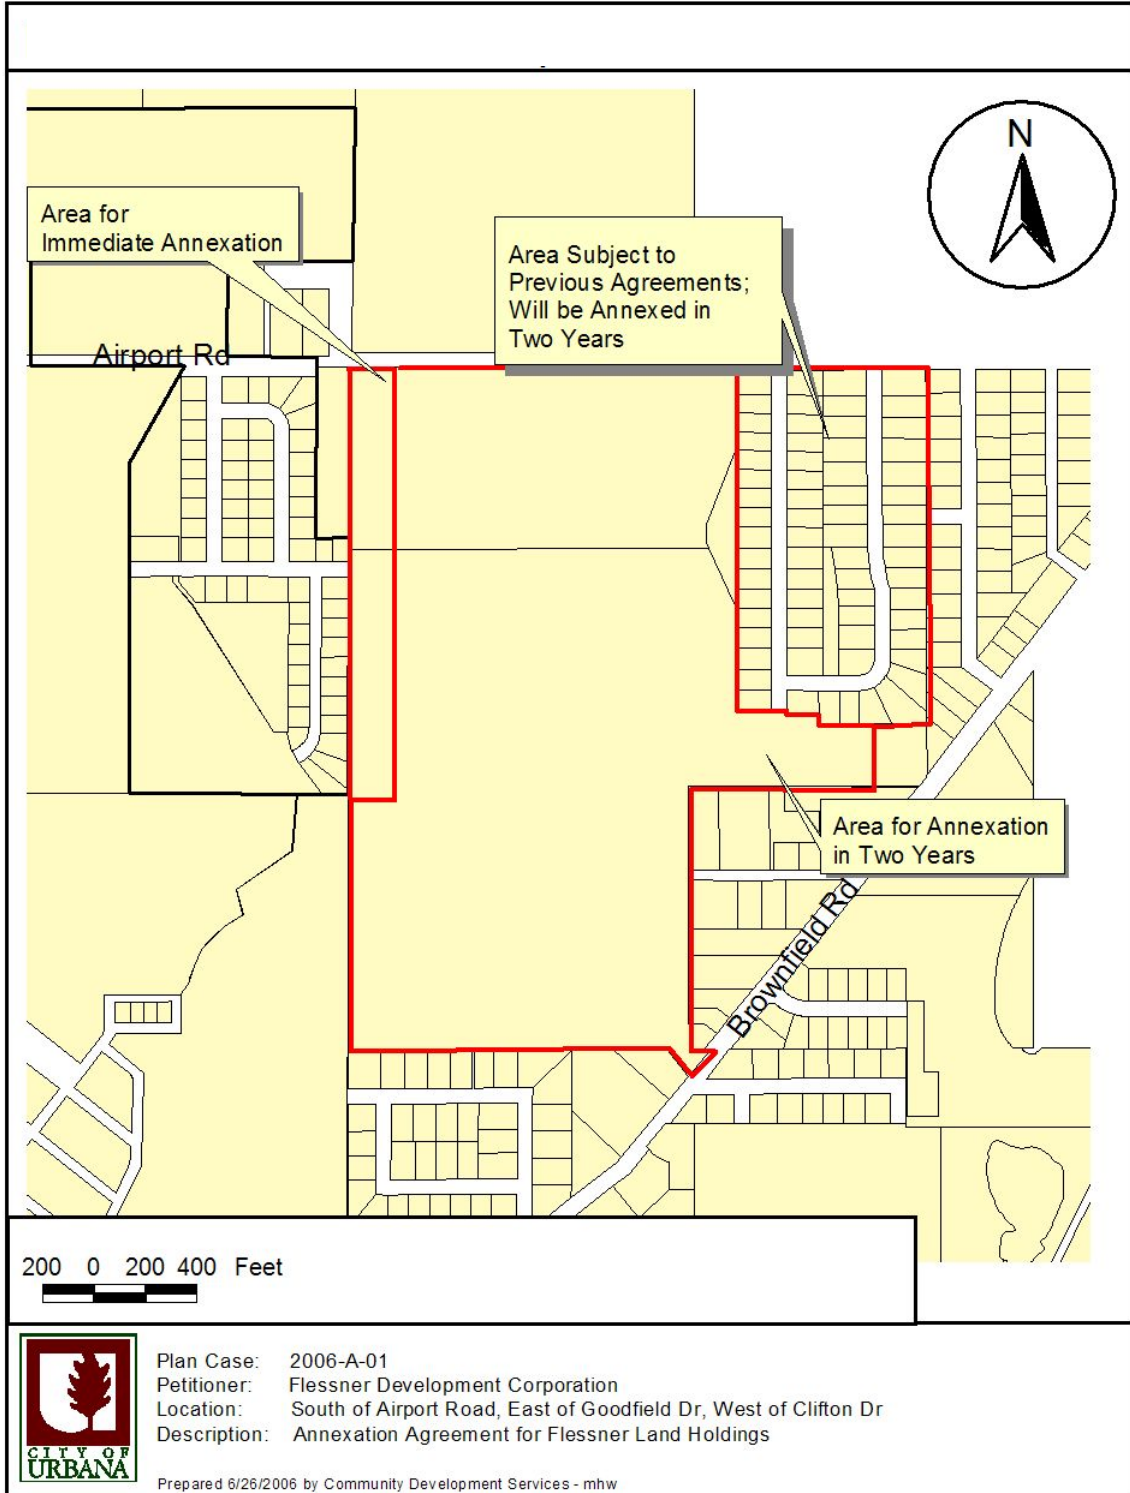 N
Area for
Immediate Annexation
Area Subject to
Previous Agreements;
Will be Annexed in
Two Years
Airport Rd
Area for Annexation
in Two Years
Brownfield Rd
200 0 200 400 Feet
CITY OF
URBANA
Plan Case: 2006-A-01
Petitioner: Flessner Development Corporation
Location: South of Airport Road, East of Goodfield Dr, West of Clifton Dr
Description: Annexation Agreement for Flessner Land Holdings
Prepared 6/26/2006 by Community Development Services - mhw